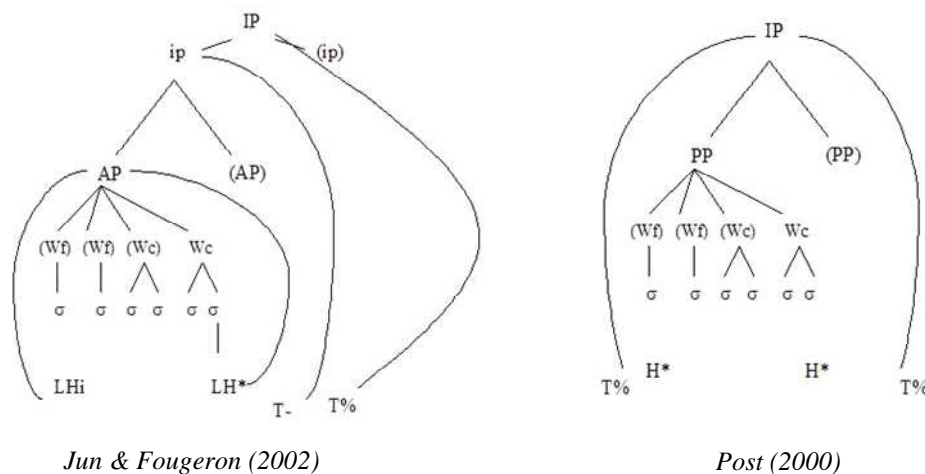 IP IP
ip (ip)
AP (AP) PP (PP)
(Wf) (Wf) (Wc) Wc (Wf) (Wf) (Wc) Wc
σ σ σ σ σ σ σ σ σ σ σ σ
LHi LH* T- T% T% H* H* T%
Jun & Fougeron (2002) Post (2000)